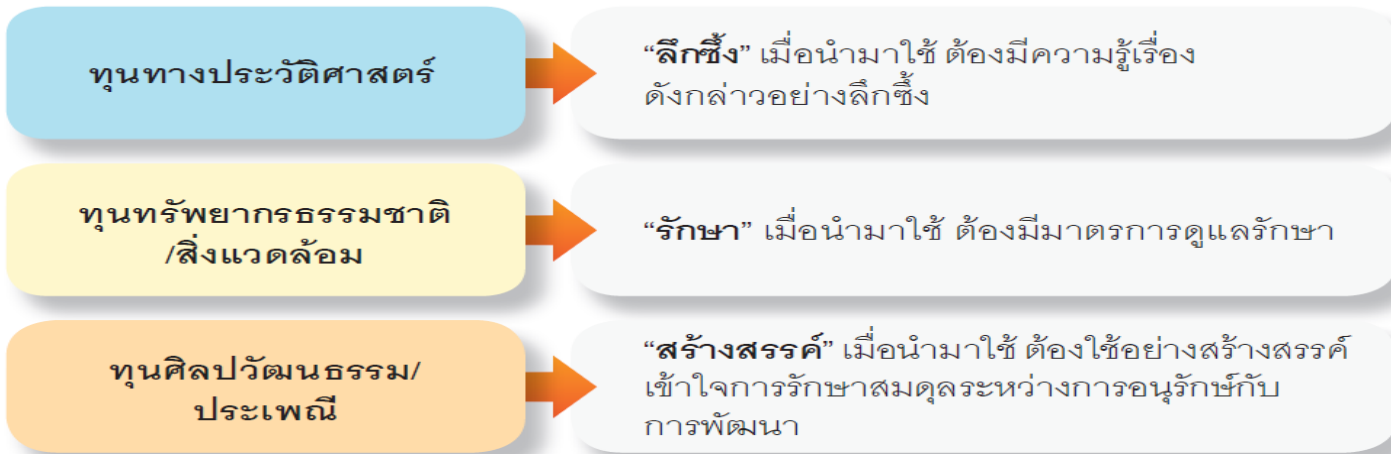 ทุนทางประวัติศาสตร์
“ลึกซึ้ง” เมื่อนำมาใช้ ต้องมีความรู้เรื่อง
ดังกล่าวอย่างลึกซึ้ง
ทุนทรัพยากรธรรมชาติ
/สิ่งแวดล้อม
“รักษา” เมื่อนำมาใช้ ต้องมีมาตรการดูแลรักษา
ทุนศิลปวัฒนธรรม/
ประเพณี
“สร้างสรรค์” เมื่อนำมาใช้ ต้องใช้อย่างสร้างสรรค์
เข้าใจการรักษาสมดุลระหว่างการอนุรักษ์กับ
การพัฒนา